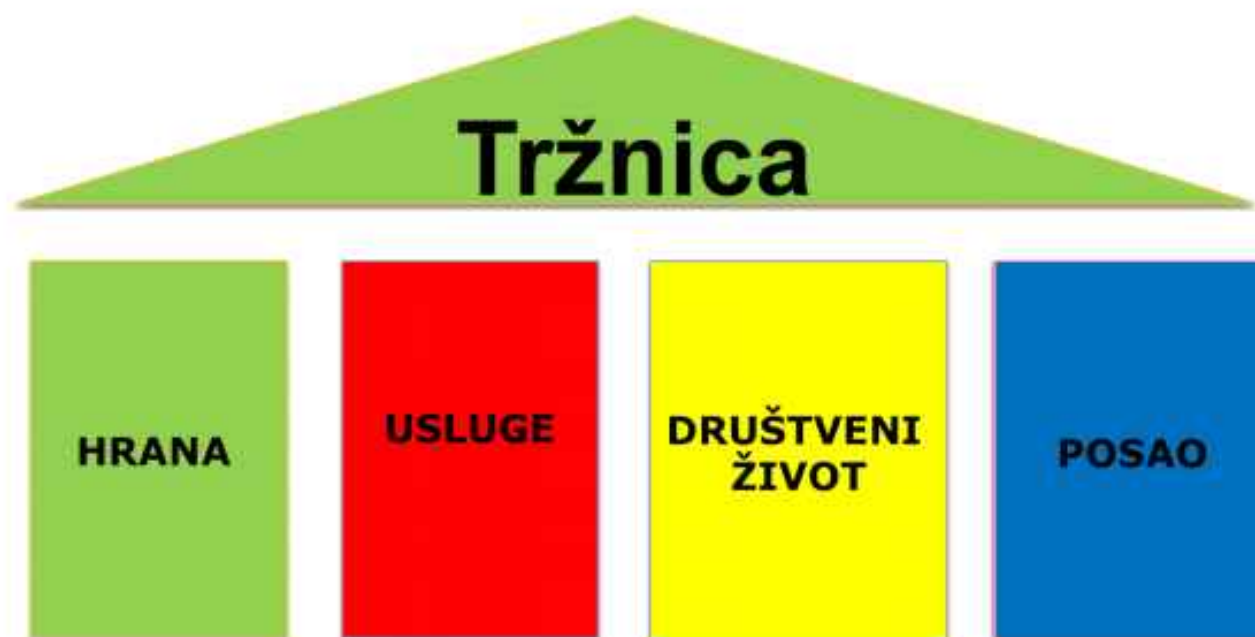 Tržnica
HRANA
USLUGE
DRUŠTVENI
ŽIVOT
POSAO